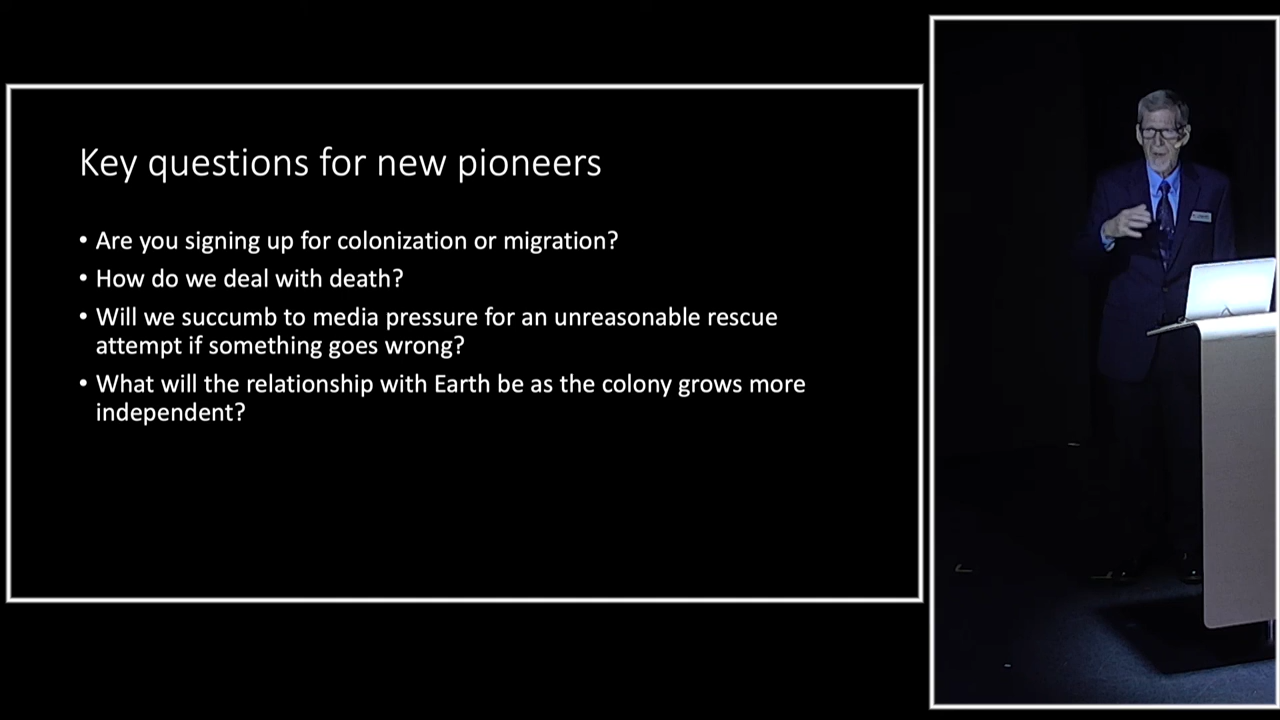 Key questions for new pioneers
• Are you signing up for colonization or migration?
• How do we deal with death?
• Will we succumb to media pressure for an unreasonable rescue
attempt if something goes wrong?
• What will the relationship with Earth be as the colony grows more
independent?